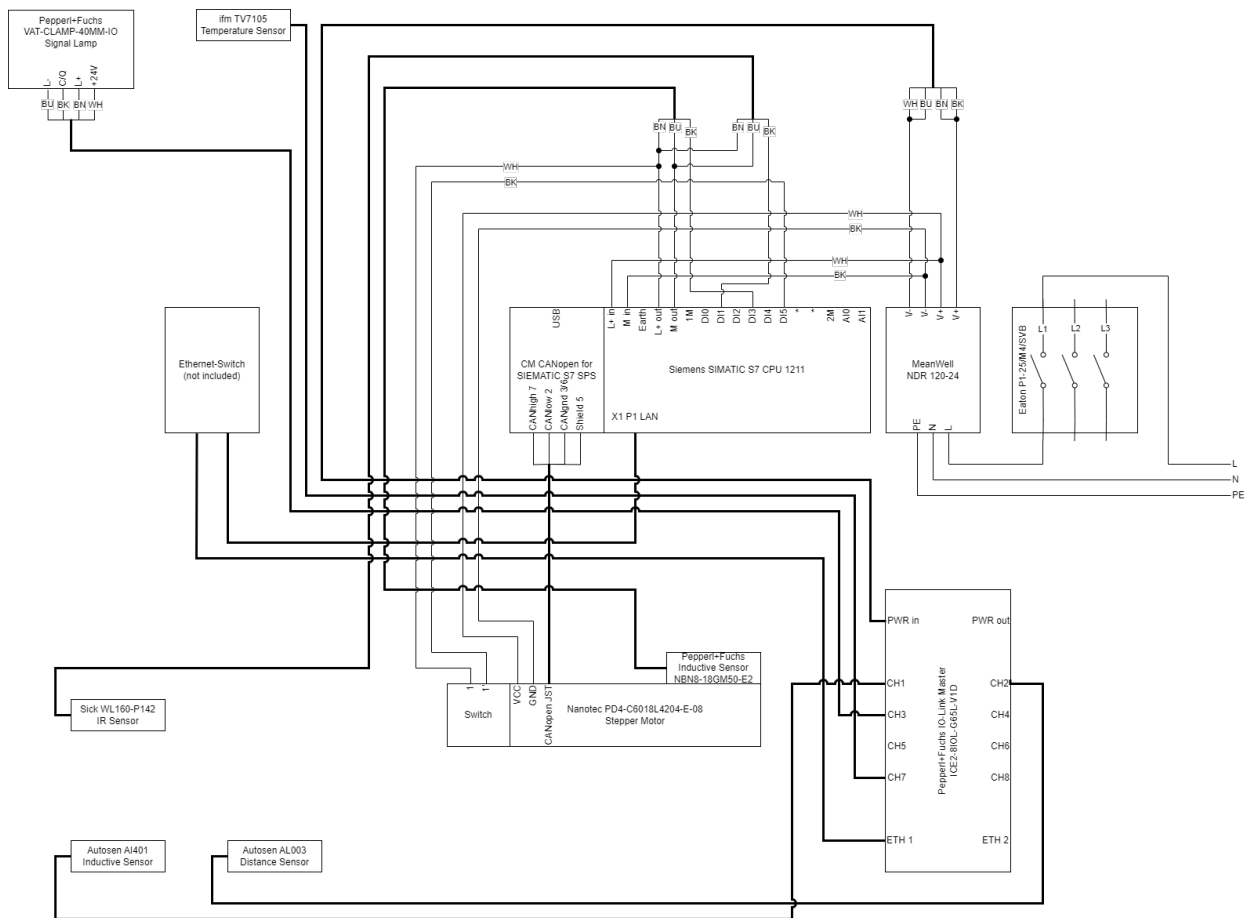 Pepperl+Fuchs
VAT-CLAMP-40MM-IO
Signal Lamp
L-
C/Q
L+
+24V
BU
BK
BN
WH
ifm TV7105
Temperature Sensor
WH
BU
BN
BK
BN
BU
BK
BN
BU
BK
WH
BK
WH
BK
WH
BK
Ethernet-Switch
(not included)
USB
CM CANopen for
SIEMATIC S7 SPS
CANhigh 7
CANlow 2
CANgnd 3/6
Shield 5
L+ in
M in
Earth
L+ out
M out
1M
DI0
DI1
DI2
DI3
DI4
DI5
*
*
2M
AI0
AI1
Siemens SIMATIC S7 CPU 1211
X1 P1 LAN
V-
V-
V+
V+
MeanWell
NDR 120-24
PE
N
L
Eaton P1-25/M4/SVB
L1
L2
L3
L
N
PE
Pepperl+Fuchs
Inductive Sensor
NBN8-18GM50-E2
Switch
1
1'
VCC
GND
CANopen JST
Nanotec PD4-C6018L4204-E-08
Stepper Motor
Sick WL160-P142
IR Sensor
Autosen AI401
Inductive Sensor
Autosen AL003
Distance Sensor
PWR in
PWR out
CH1
CH2
CH3
CH4
CH5
CH6
CH7
CH8
ETH 1
ETH 2
Pepperl+Fuchs IO-Link Master
ICE2-8IOL-G65L-V1D